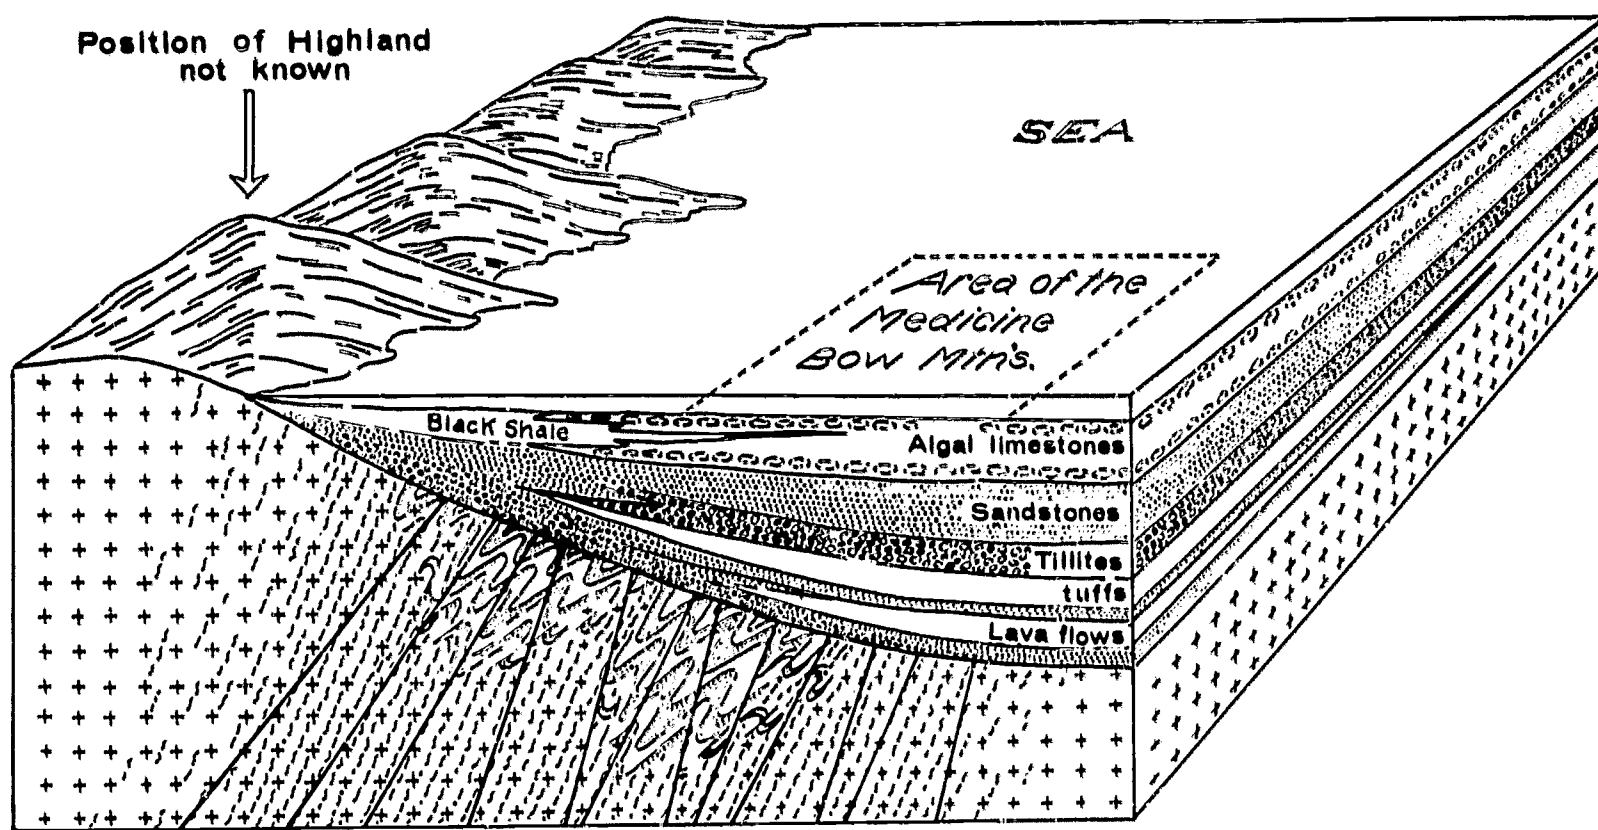 Position of Highland
not known
SEA
Area of the
Medicine
Bow Mtn's.
Black Shale
Algal limestones
Sandstones
Tillites
tuffs
Lava flows